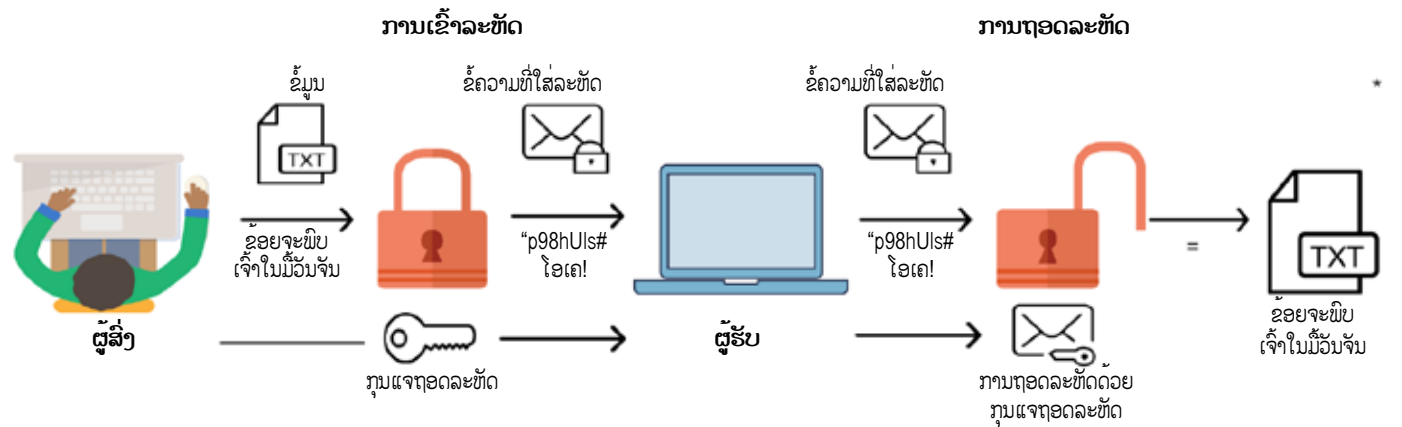 ການເຂົ້າລະຫັດ
ການຖອດລະຫັດ
ຂໍ້ມູນ
ຂໍ້ຄວາມທີ່ໃສ່ລະຫັດ
ຂໍ້ຄວາມທີ່ໃສ່ລະຫັດ
*
TXT
ຂ້ອຍຈະພົບ
ເຈົ້າໃນມື້ວັນຈັນ
“p98hUIs#
ໂອເຄ!
“p98hUIs#
ໂອເຄ!
=
TXT
ຂ້ອຍຈະພົບ
ເຈົ້າໃນມື້ວັນຈັນ
ຜູ້ສົ່ງ
ກຸນແຈຖອດລະຫັດ
ຜູ້ຮັບ
ການຖອດລະຫັດດ້ວຍ
ກຸນແຈຖອດລະຫັດ